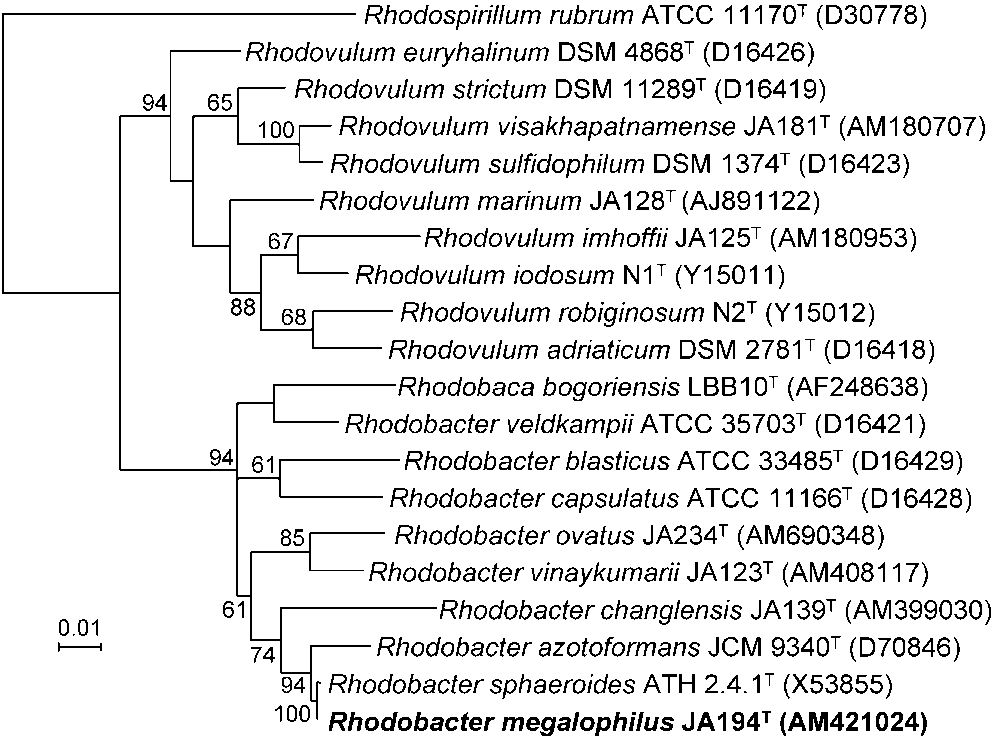 Rhodospirillum rubrum ATCC 11170ᵀ (D30778)
Rhodovulum euryhalinum DSM 4868ᵀ (D16426)
94
65
Rhodovulum strictum DSM 11289ᵀ (D16419)
100
Rhodovulum visakhapatnamense JA181ᵀ (AM180707)
Rhodovulum sulfidophilum DSM 1374ᵀ (D16423)
Rhodovulum marinum JA128ᵀ (AJ891122)
67
Rhodovulum imhoffii JA125ᵀ (AM180953)
Rhodovulum iodosum N1ᵀ (Y15011)
88
68
Rhodovulum robiginosum N2ᵀ (Y15012)
Rhodovulum adriaticum DSM 2781ᵀ (D16418)
Rhodobaca bogoriensis LBB10ᵀ (AF248638)
Rhodobacter veldkampii ATCC 35703ᵀ (D16421)
94
61
Rhodobacter blasticus ATCC 33485ᵀ (D16429)
Rhodobacter capsulatus ATCC 11166ᵀ (D16428)
85
Rhodobacter ovatus JA234ᵀ (AM690348)
Rhodobacter vinaykumarii JA123ᵀ (AM408117)
61
Rhodobacter changlensis JA139ᵀ (AM399030)
0.01
74
Rhodobacter azotoformans JCM 9340ᵀ (D70846)
94
Rhodobacter sphaeroides ATH 2.4.1ᵀ (X53855)
100
Rhodobacter megalophilus JA194ᵀ (AM421024)